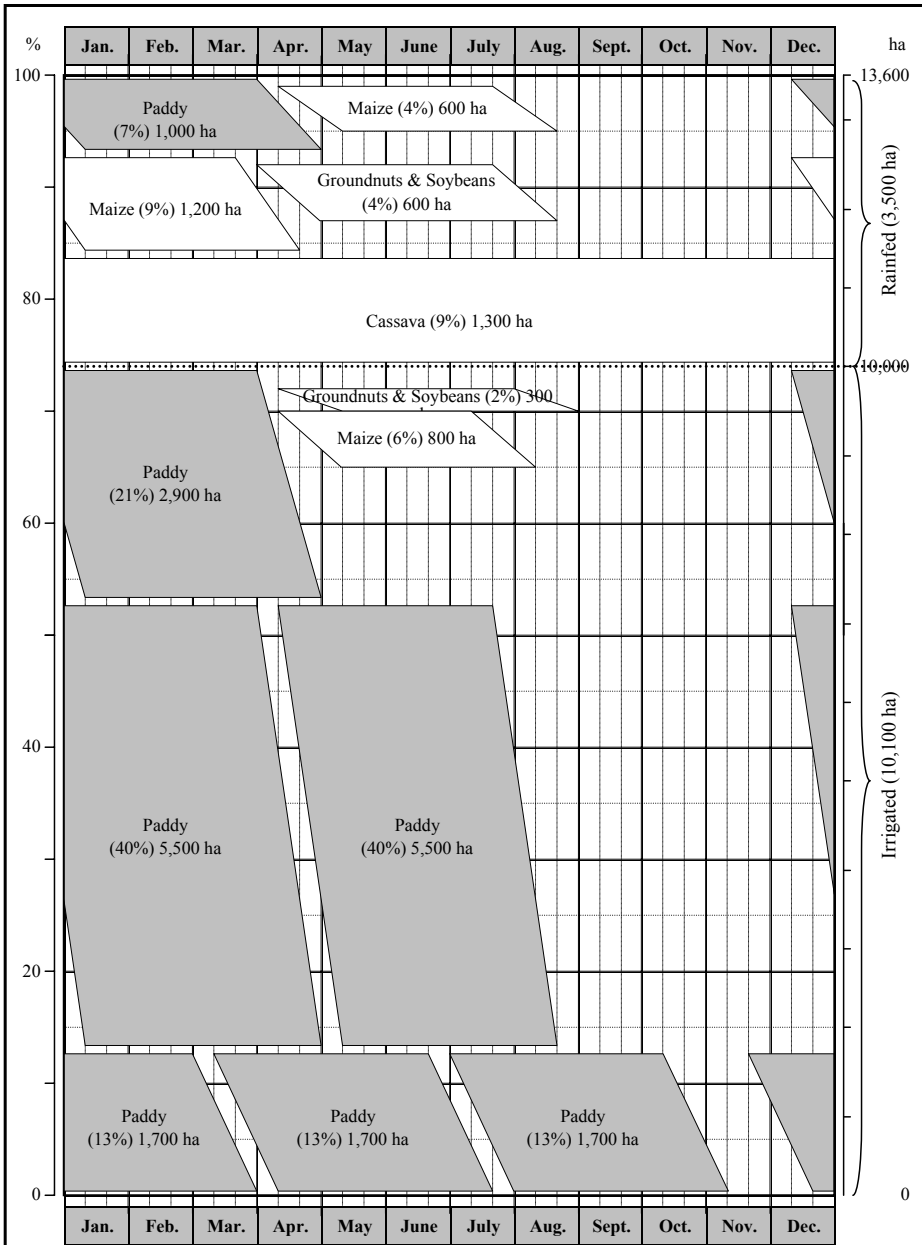 %
Jan. Feb. Mar. Apr. May June July Aug. Sept. Oct. Nov. Dec.
ha
100
13,600
Paddy
(7%) 1,000 ha
Maize (4%) 600 ha
Maize (9%) 1,200 ha
Groundnuts & Soybeans
(4%) 600 ha
Rainfed (3,500 ha)
80
Cassava (9%) 1,300 ha
10,000
Groundnuts & Soybeans (2%) 300
Maize (6%) 800 ha
Paddy
(21%) 2,900 ha
60
40
Paddy
(40%) 5,500 ha
Paddy
(40%) 5,500 ha
Irrigated (10,100 ha)
20
Paddy
(13%) 1,700 ha
Paddy
(13%) 1,700 ha
Paddy
(13%) 1,700 ha
0
0
Jan. Feb. Mar. Apr. May June July Aug. Sept. Oct. Nov. Dec.